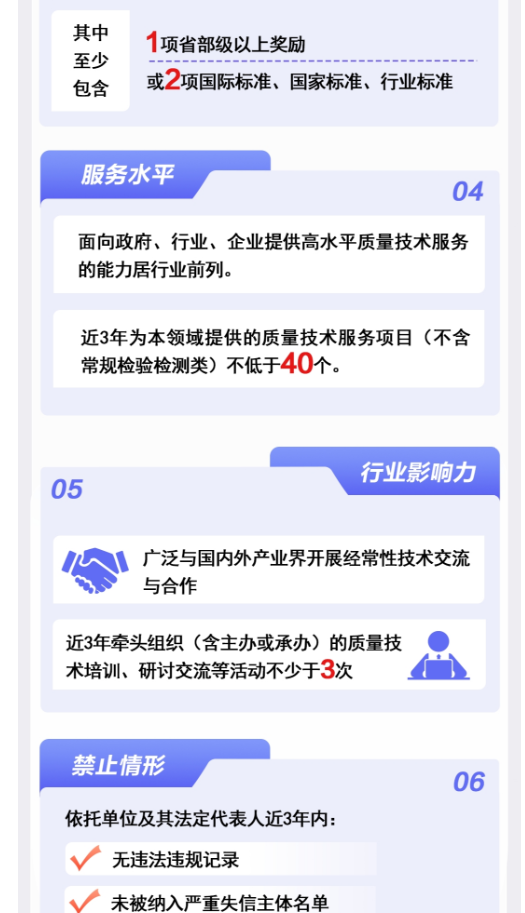 其中
至少
包含
1项省部级以上奖励
或2项国际标准、国家标准、行业标准
服务水平
04
面向政府、行业、企业提供高水平质量技术服务
的能力居行业前列。
近3年为本领域提供的质量技术服务项目（不含
常规检验检测类）不低于40个。
行业影响力
05
广泛与国内外产业界开展经常性技术交流
与合作
近3年牵头组织（含主办或承办）的质量技
术培训、研讨交流等活动不少于3次
禁止情形
06
依托单位及其法定代表人近3年内：
无违法违规记录
未被纳入严重失信主体名单